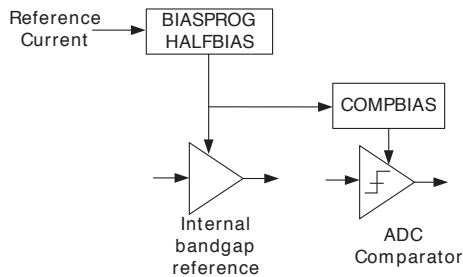 Reference
Current
BIASPROG
HALFBIAS
COMPBIAS
Internal
bandgap
reference
ADC
Comparator